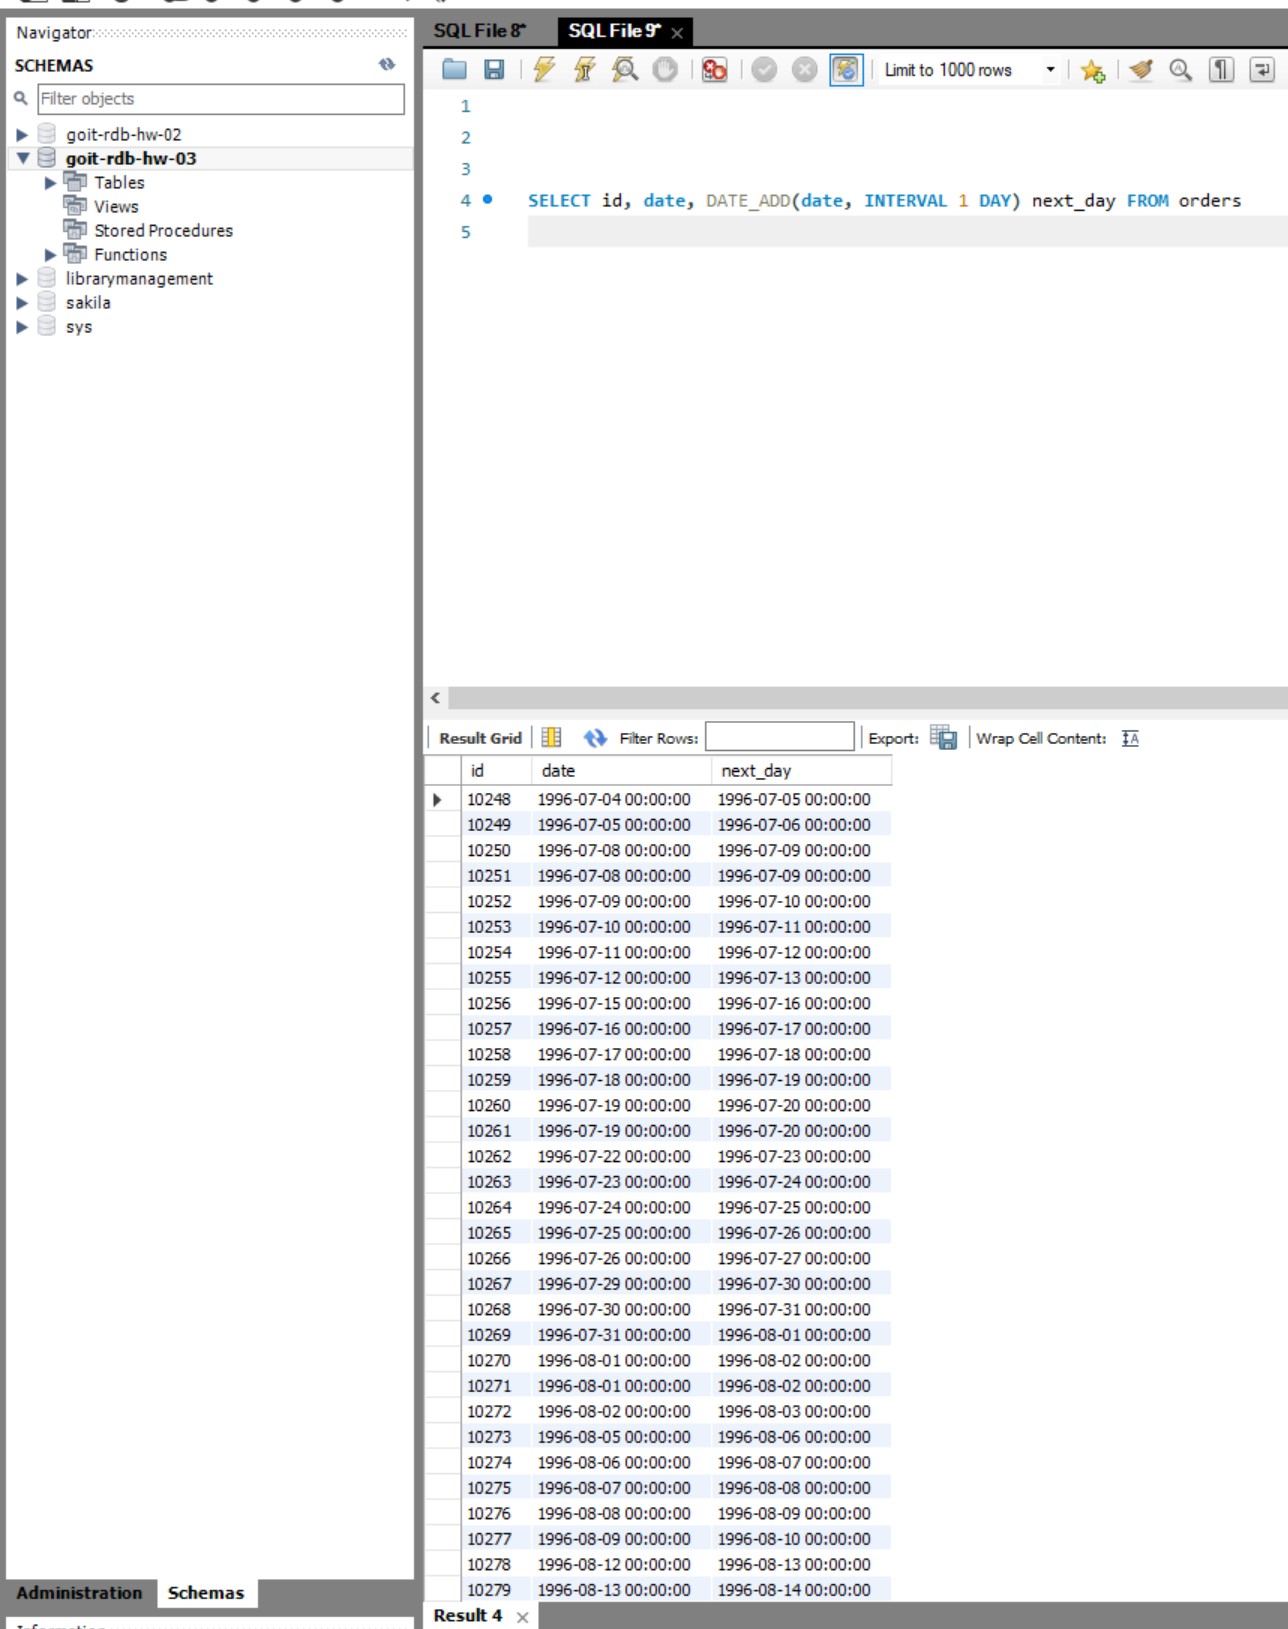 Navigator
SCHEMAS
Filter objects
goit-rdb-hw-02
goit-rdb-hw-03
Tables
Views
Stored Procedures
Functions
librarymanagement
sakila
sys
Administration Schemas
SQL File 8* SQL File 9*
Limit to 1000 rows
1
2
3
4 SELECT id, date, DATE_ADD(date, INTERVAL 1 DAY) next_day FROM orders
5
Result Grid Filter Rows: Export: Wrap Cell Content:
id date next_day
10248 1996-07-04 00:00:00 1996-07-05 00:00:00
10249 1996-07-05 00:00:00 1996-07-06 00:00:00
10250 1996-07-08 00:00:00 1996-07-09 00:00:00
10251 1996-07-08 00:00:00 1996-07-09 00:00:00
10252 1996-07-09 00:00:00 1996-07-10 00:00:00
10253 1996-07-10 00:00:00 1996-07-11 00:00:00
10254 1996-07-11 00:00:00 1996-07-12 00:00:00
10255 1996-07-12 00:00:00 1996-07-13 00:00:00
10256 1996-07-15 00:00:00 1996-07-16 00:00:00
10257 1996-07-16 00:00:00 1996-07-17 00:00:00
10258 1996-07-17 00:00:00 1996-07-18 00:00:00
10259 1996-07-18 00:00:00 1996-07-19 00:00:00
10260 1996-07-19 00:00:00 1996-07-20 00:00:00
10261 1996-07-19 00:00:00 1996-07-20 00:00:00
10262 1996-07-22 00:00:00 1996-07-23 00:00:00
10263 1996-07-23 00:00:00 1996-07-24 00:00:00
10264 1996-07-24 00:00:00 1996-07-25 00:00:00
10265 1996-07-25 00:00:00 1996-07-26 00:00:00
10266 1996-07-26 00:00:00 1996-07-27 00:00:00
10267 1996-07-29 00:00:00 1996-07-30 00:00:00
10268 1996-07-30 00:00:00 1996-07-31 00:00:00
10269 1996-07-31 00:00:00 1996-08-01 00:00:00
10270 1996-08-01 00:00:00 1996-08-02 00:00:00
10271 1996-08-01 00:00:00 1996-08-02 00:00:00
10272 1996-08-02 00:00:00 1996-08-03 00:00:00
10273 1996-08-05 00:00:00 1996-08-06 00:00:00
10274 1996-08-06 00:00:00 1996-08-07 00:00:00
10275 1996-08-07 00:00:00 1996-08-08 00:00:00
10276 1996-08-08 00:00:00 1996-08-09 00:00:00
10277 1996-08-09 00:00:00 1996-08-10 00:00:00
10278 1996-08-12 00:00:00 1996-08-13 00:00:00
10279 1996-08-13 00:00:00 1996-08-14 00:00:00
Result 4